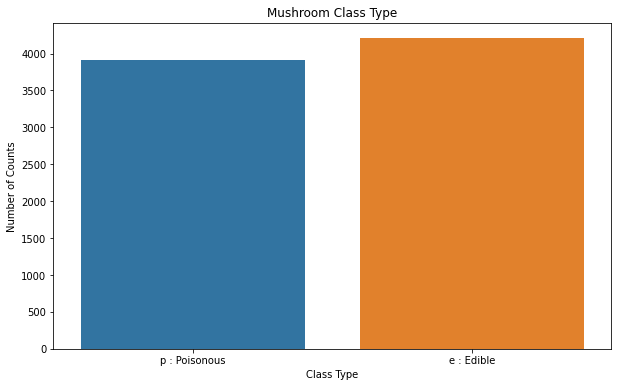 Mushroom Class Type
Number of Counts
4000
3500
3000
2500
2000
1500
1000
500
0
p : Poisonous
e : Edible
Class Type